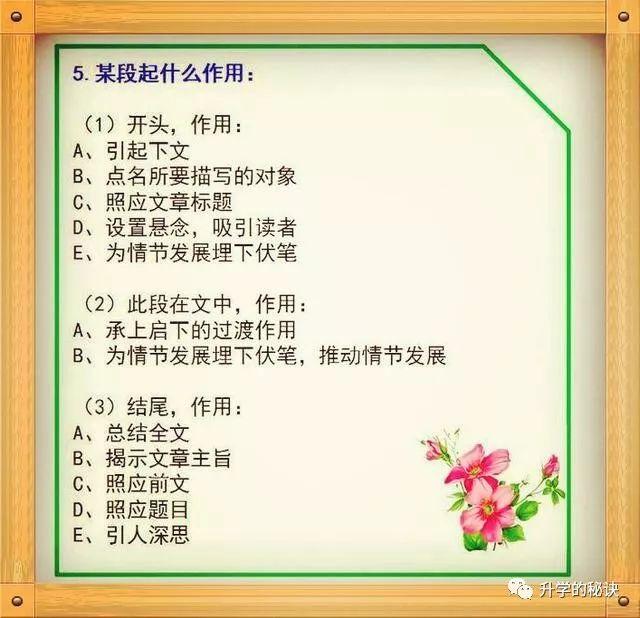 5.某段起什么作用：
（1）开头，作用：
A、引起下文
B、点名所要描写的对象
C、照应文章标题
D、设置悬念，吸引读者
E、为情节发展埋下伏笔
（2）此段在文中，作用：
A、承上启下的过渡作用
B、为情节发展埋下伏笔，推动情节发展
（3）结尾，作用：
A、总结全文
B、揭示文章主旨
C、照应前文
D、照应题目
E、引人深思
升学的秘诀